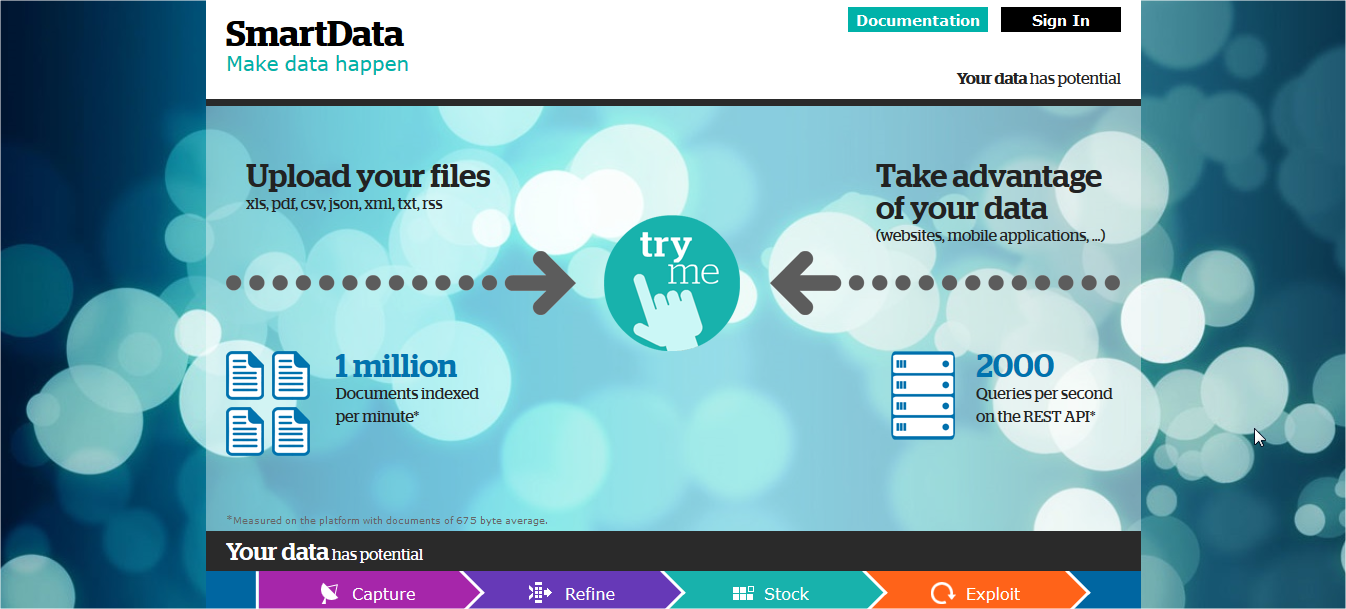 SmartData
Make data happen
Documentation
Sign In
Your data has potential
Upload your files
xls, pdf, csv, json, xml, txt, rss
try
me
Take advantage
of your data
(websites, mobile applications, ...)
1 million
Documents indexed
per minute*
2000
Queries per second
on the REST API*
*Measured on the platform with documents of 675 byte average.
Your data has potential
Capture
Refine
Stock
Exploit